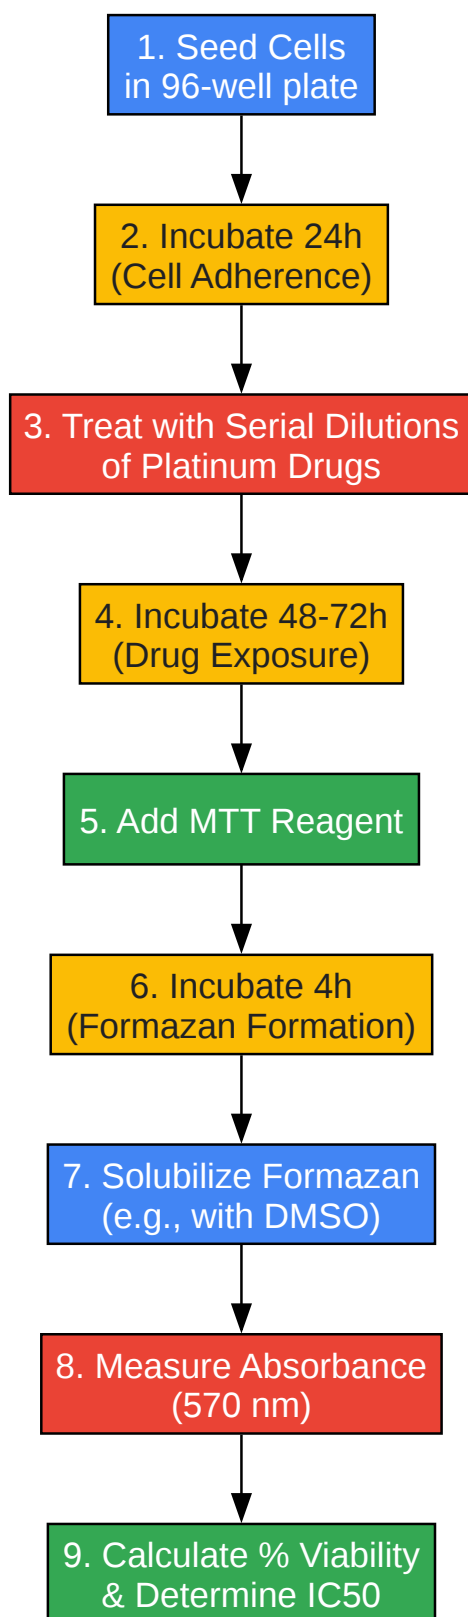 1. Seed Cells
in 96-well plate
2. Incubate 24h
(Cell Adherence)
3. Treat with Serial Dilutions
of Platinum Drugs
4. Incubate 48-72h
(Drug Exposure)
5. Add MTT Reagent
6. Incubate 4h
(Formazan Formation)
7. Solubilize Formazan
(e.g., with DMSO)
8. Measure Absorbance
(570 nm)
9. Calculate % Viability
& Determine IC50